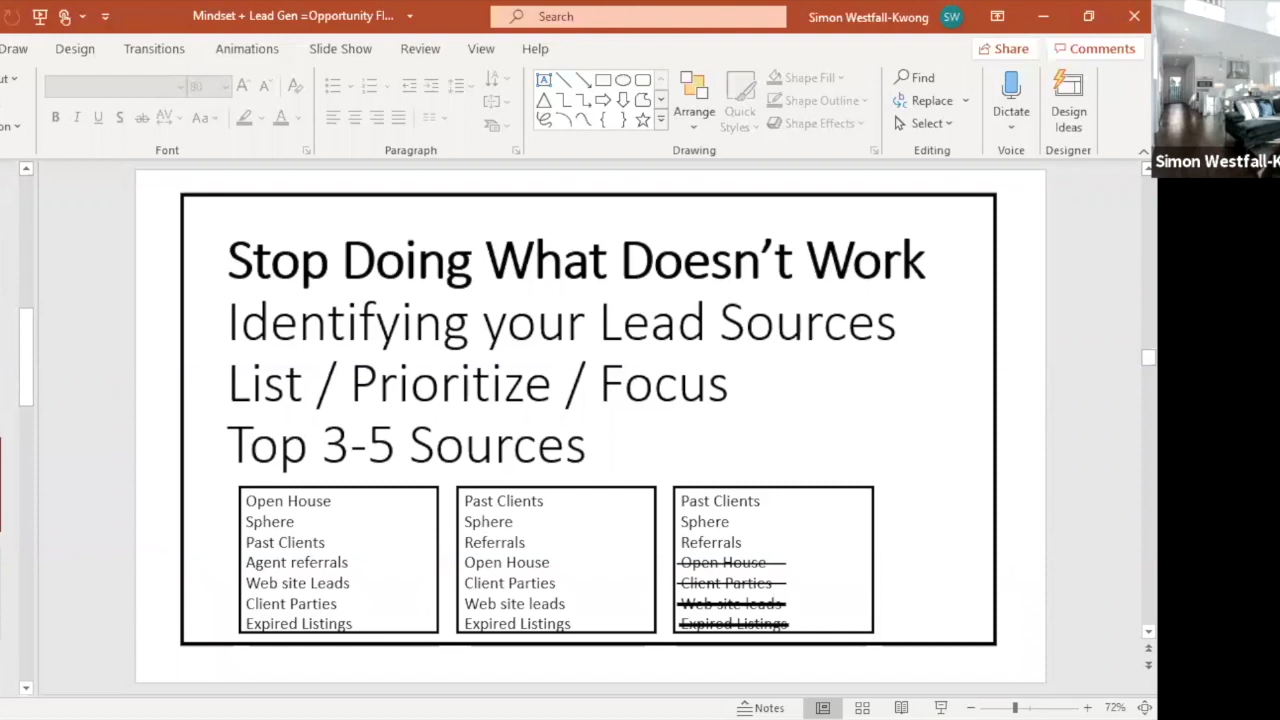 Mindset + Lead Gen =Opportunity Fl...
Search
Simon Westfall-Kwong
SW
Draw
Design
Transitions
Animations
Slide Show
Review
View
Help
Share
Comments
80
Font
Paragraph
Arrange
Quick
Styles
Shape Fill
Shape Outline
Shape Effects
Drawing
Find
Replace
Select
Editing
Dictate
Voice
Design
Ideas
Designer
Simon Westfall-K
Stop Doing What Doesn’t Work
Identifying your Lead Sources
List / Prioritize / Focus
Top 3-5 Sources
Open House
Sphere
Past Clients
Agent referrals
Web site Leads
Client Parties
Expired Listings
Past Clients
Sphere
Referrals
Open House
Client Parties
Web site leads
Expired Listings
Past Clients
Sphere
Referrals
Open House
Client Parties
Web site leads
Expired Listings
Notes
72%